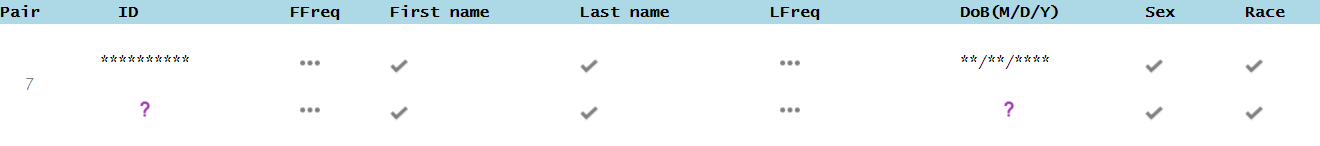 Pair ID FFreq First name Last name LFreq DoB(M/D/Y) Sex Race
********** ••• ✔ ✔ ••• **/**/**** ✔ ✔
7
? ••• ✔ ✔ ••• ? ✔ ✔